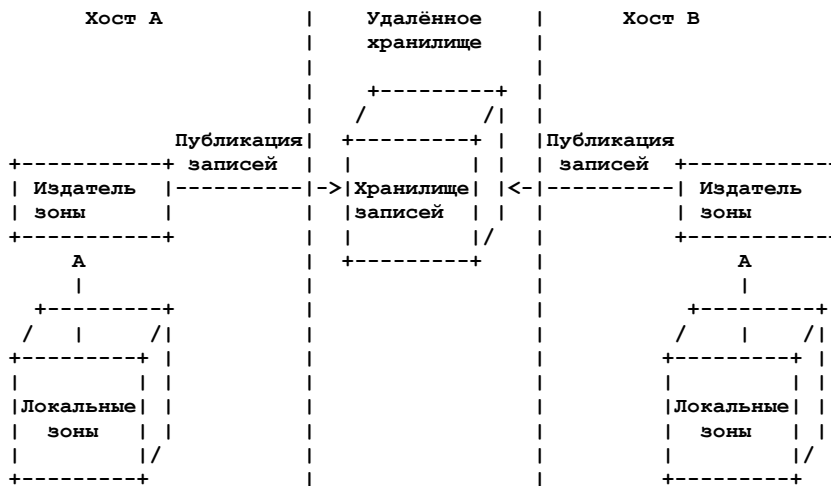 Хост A Удалённое Хост B
хранилище
Публикация Публикация
записей записей
Издатель Хранилище Издатель
зоны записей зоны
A A
Локальные Локальные
зоны зоны